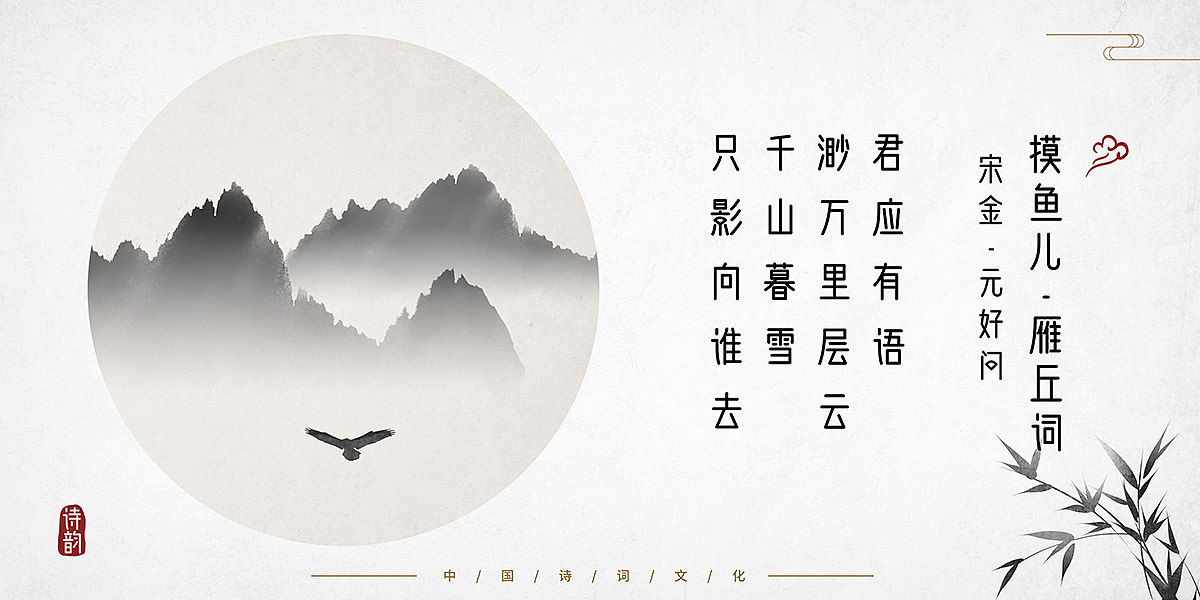 摸鱼儿-雁丘词
宋金-元好问
君应有语
渺万里层云
千山暮雪
只影向谁去
诗韵
中/国/诗/词/文/化